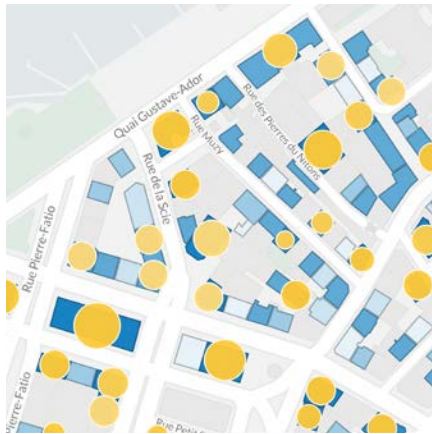 Quai Gustave-Ador
Rue Muzy
Rue des Pierres du Niton
Rue de la Scie
Rue Pierre-Fatio
Pierre-Fatio
Rue Petit